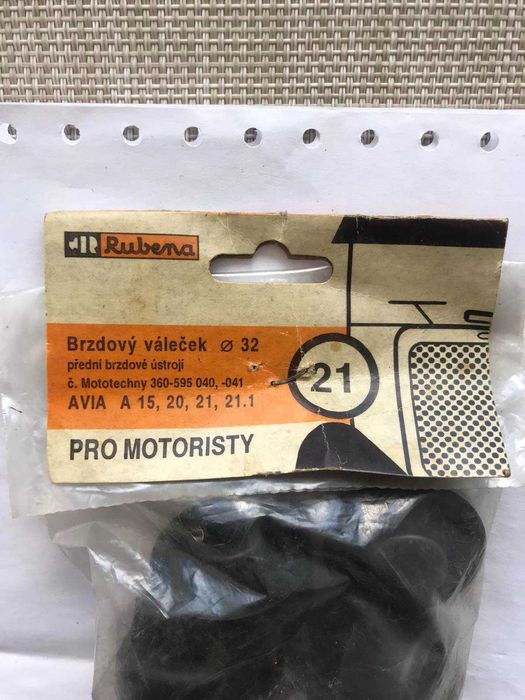 Rubena
Brzdový váleček ⌀ 32
přední brzdové ústrojí
č. Mototechny 360-595 040, -041
AVIA A 15, 20, 21, 21.1
21
PRO MOTORISTY